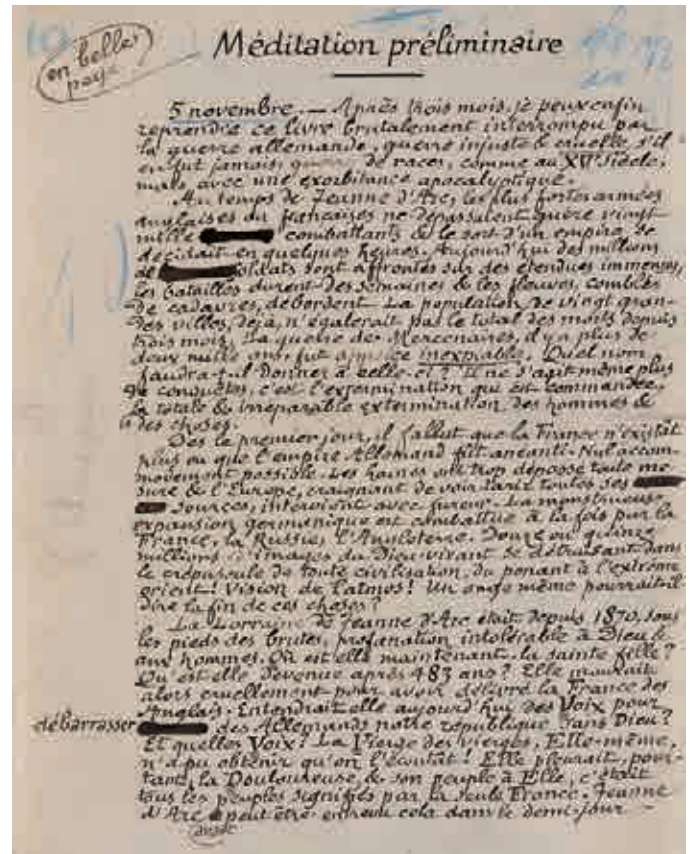 en belle page
Méditation préliminaire
5 novembre. — Après trois mois, je peux enfin
reprendre ce livre brutalement interrompu par
la guerre allemande, guerre injuste & cruelle, s'il
en fut jamais, guerre de races, comme au XVe siècle,
mais avec une exorbitance apocalyptique.
Au temps de Jeanne d'Arc, les plus fortes armées
anglaises ou françaises ne dépassaient guère vingt
mille combattants & le sort d'un empire se
décidait en quelques heures. Aujourd'hui des millions
de soldats sont affrontés sur des étendues immenses,
les batailles durent des semaines & les fleuves, comblés
de cadavres, débordent. La population de vingt gran-
des villes, déjà, n'égalerait pas le total des morts depuis
trois mois. La guerre des Mercenaires, il y a plus de
deux mille ans, fut appelée inexpiable. Quel nom
faudra-t-il donner à celle-ci ? Il ne s'agit même plus
de conquêtes, c'est l'extermination qui est commandée,
la totale & irréparable extermination des hommes &
des choses.
Dès le premier jour, il fallut que la France n'existât
plus ou que l'empire Allemand fût anéanti. Nul accom-
modement possible. Les haines ont trop dépassé toute me-
sure & l'Europe, craignant de voir tarir toutes ses
sources, intervient avec fureur. La monstrueuse
expansion germanique est combattue à la fois par la
France, la Russie, l'Angleterre. Douze ou quinze
millions d'images du Dieu vivant se détruisant dans
le crépuscule de toute civilisation, du ponant à l'extrême
orient ! Vision de Patmos ! Un ange même pourrait-il
dire la fin de ces choses ?
La Lorraine de Jeanne d'Arc était depuis 1870, sous
les pieds des brutes, profanation intolérable à Dieu &
aux hommes. Où est-elle maintenant, la sainte fille ?
Qu'est-elle devenue après 483 ans ? Elle mourait
alors cruellement pour avoir délivré la France des
Anglais. Entendrait-elle aujourd'hui des Voix pour
débarrasser des Allemands notre république sans Dieu ?
Et quelles Voix ! La Vierge des vierges, Elle-même,
n'a pu obtenir qu'on l'écoutât ! Elle pleurait, pour-
tant, la Douloureuse, & son peuple à Elle, c'était
tous les peuples signifiés par la seule France. Jeanne
d'Arc a peut-être entrevu cela dans le demi-jour